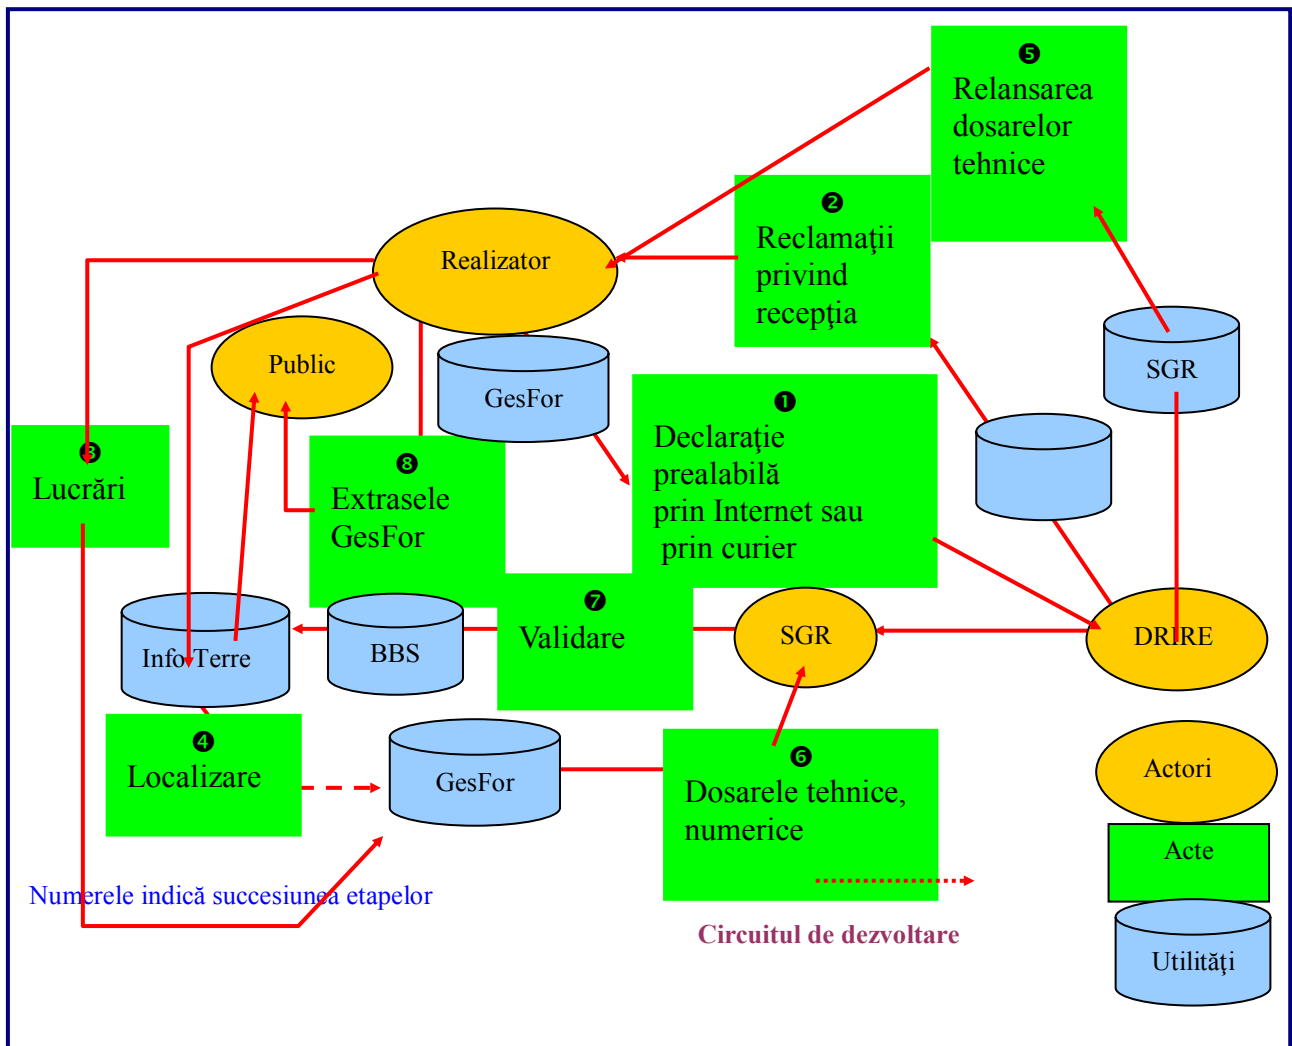 ❺
Relansarea
dosarelor
tehnice
❷
Reclamaţii
privind
recepţia
Realizator
Public
GesFor
SGR
❶
Declaraţie
prealabilă
prin Internet sau
prin curier
❸
Lucrări
❽
Extrasele
GesFor
❼
Validare
SGR
DRIRE
Info Terre
BBS
❹
Localizare
GesFor
❻
Dosarele tehnice,
numerice
Actori
Acte
Utilităţi
Numerele indică succesiunea etapelor
Circuitul de dezvoltare